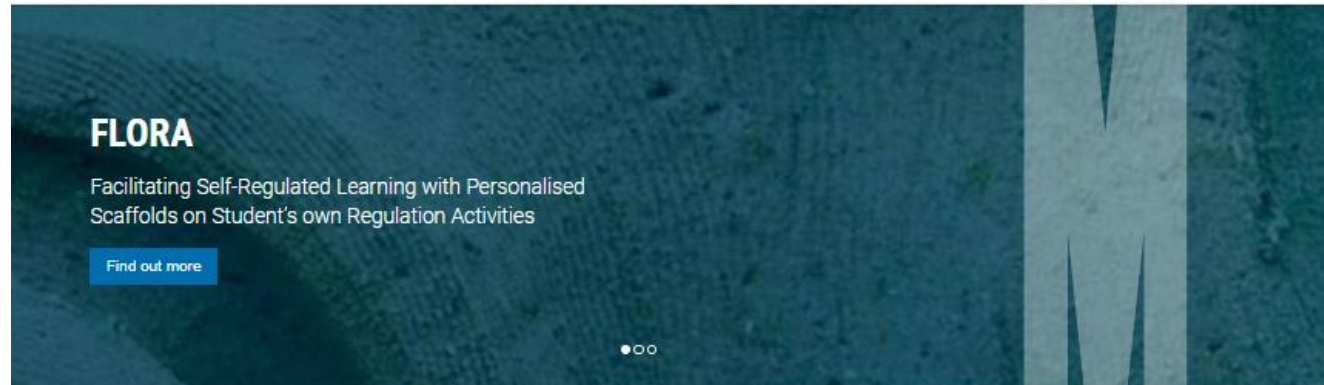 FLORA
Facilitating Self-Regulated Learning with Personalised
Scaffolds on Student's own Regulation Activities
Find out more
M